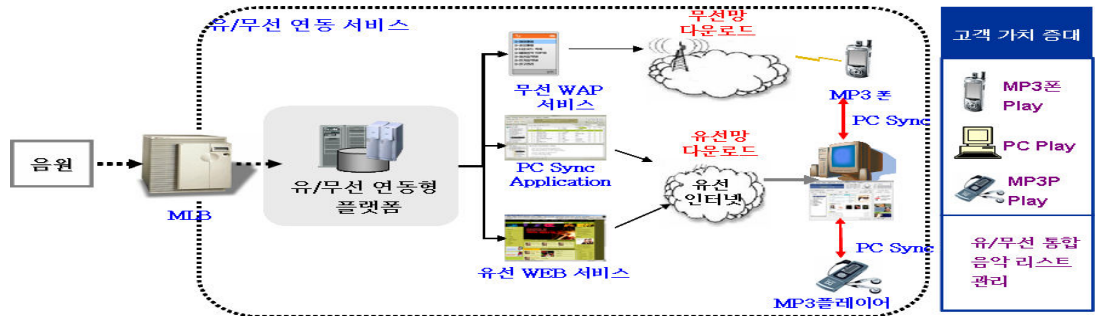 유/무선 연동 서비스
음원
MLB
유/무선 연동형
플랫폼
무선 WAP
서비스
PC Sync
Application
유선 WEB 서비스
무선망
다운로드
유선망
다운로드
유선
인터넷
MP3 폰
PC Sync
PC Sync
MP3플레이어
고객 가치 증대
MP3폰
Play
PC Play
MP3P
Play
유/무선 통합
음악 리스트
관리